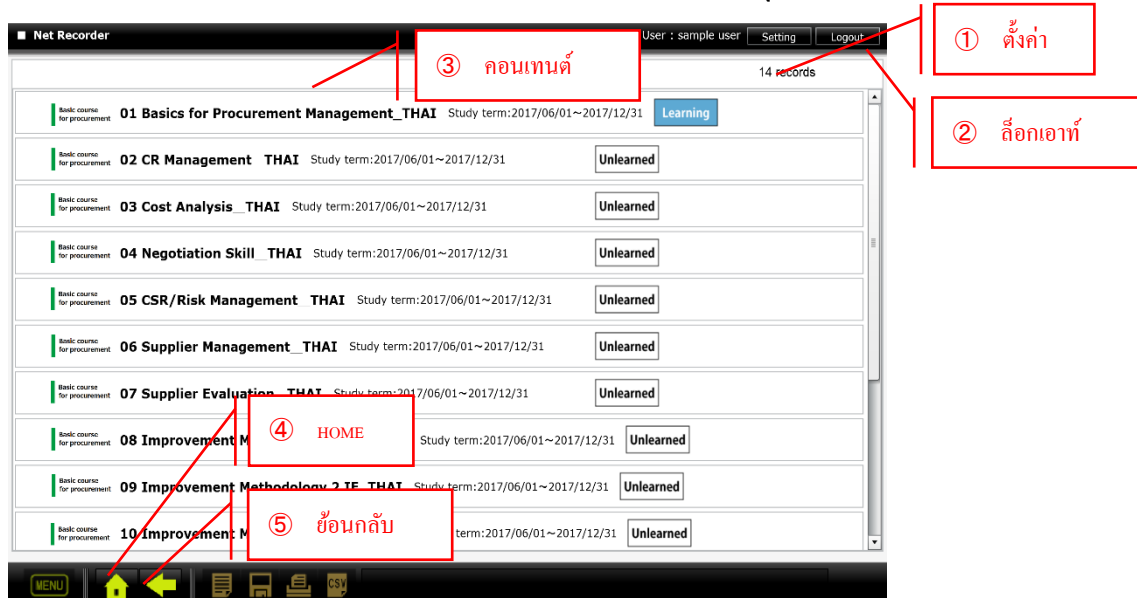 Net Recorder
User : sample user
Setting
Logout
① ตั้งค่า
③ คอนเทนต์
14 records
② ล็อกเอาท์
Basic course for procurement 01 Basics for Procurement Management_THAI Study term:2017/06/01~2017/12/31 Learning
Basic course for procurement 02 CR Management_THAI Study term:2017/06/01~2017/12/31 Unlearned
Basic course for procurement 03 Cost Analysis_THAI Study term:2017/06/01~2017/12/31 Unlearned
Basic course for procurement 04 Negotiation Skill_THAI Study term:2017/06/01~2017/12/31 Unlearned
Basic course for procurement 05 CSR/Risk Management_THAI Study term:2017/06/01~2017/12/31 Unlearned
Basic course for procurement 06 Supplier Management_THAI Study term:2017/06/01~2017/12/31 Unlearned
Basic course for procurement 07 Supplier Evaluation_THAI Study term:2017/06/01~2017/12/31 Unlearned
④ HOME
Basic course for procurement 08 Improvement M Study term:2017/06/01~2017/12/31 Unlearned
Basic course for procurement 09 Improvement Methodology 2 IE_THAI Study term:2017/06/01~2017/12/31 Unlearned
⑤ ย้อนกลับ
Basic course for procurement 10 Improvement M term:2017/06/01~2017/12/31 Unlearned
MENU
CSV